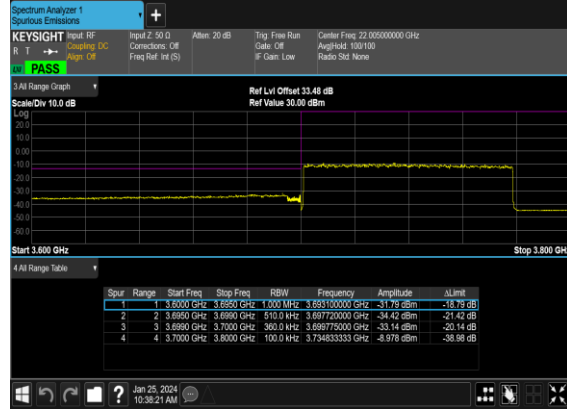 Spectrum Analyzer 1
Spurious Emissions
KEYSIGHT Input: RF Input Z: 50 Ω Atten: 20 dB Trig: Free Run Center Freq: 22.005000000 GHz
R T Coupling: DC Corrections: Off Gate: Off Avg|Hold: 100/100
Align: Off Freq Ref: Int (S) IF Gain: Low Radio Std: None
PASS
3 All Range Graph
Ref Lvl Offset 33.48 dB
Scale/Div 10.0 dB Ref Value 30.00 dBm
Log
20.0
10.0
0.00
-10.0
-20.0
-30.0
-40.0
-50.0
-60.0
Start 3.600 GHz Stop 3.800 GHz
4 All Range Table
Spur Range Start Freq Stop Freq RBW Frequency Amplitude ΔLimit
1 1 3.6000 GHz 3.6950 GHz 1.000 MHz 3.693100000 GHz -31.79 dBm -18.79 dB
2 2 3.6950 GHz 3.6990 GHz 510.0 kHz 3.697720000 GHz -34.42 dBm -21.42 dB
3 3 3.6990 GHz 3.7000 GHz 360.0 kHz 3.699775000 GHz -33.14 dBm -20.14 dB
4 4 3.7000 GHz 3.8000 GHz 100.0 kHz 3.734833333 GHz -8.978 dBm -38.98 dB
? Jan 25, 2024
10:38:21 AM